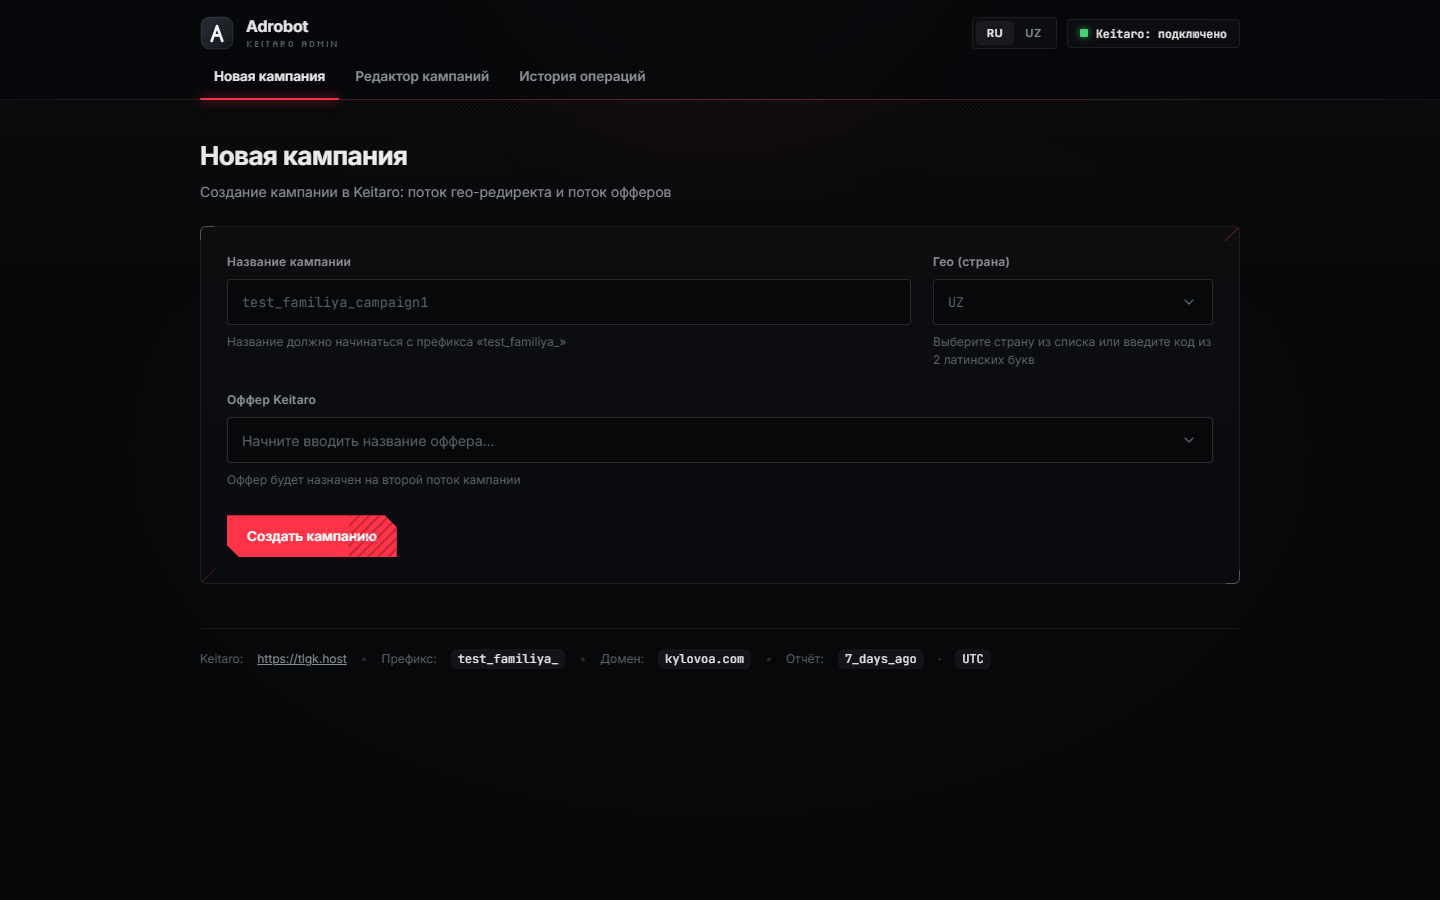 Adrobot
KEITARO ADMIN
RU UZ
Keitaro: подключено
Новая кампания Редактор кампаний История операций
Новая кампания
Создание кампании в Keitaro: поток гео-редиректа и поток офферов
Название кампании
test_familiya_campaign1
Название должно начинаться с префикса «test_familiya_»
Гео (страна)
UZ
Выберите страну из списка или введите код из
2 латинских букв
Оффер Keitaro
Начните вводить название оффера...
Оффер будет назначен на второй поток кампании
Создать кампанию
Keitaro: https://tlgk.host • Префикс: test_familiya_ • Домен: kylovoa.com • Отчёт: 7_days_ago · UTC